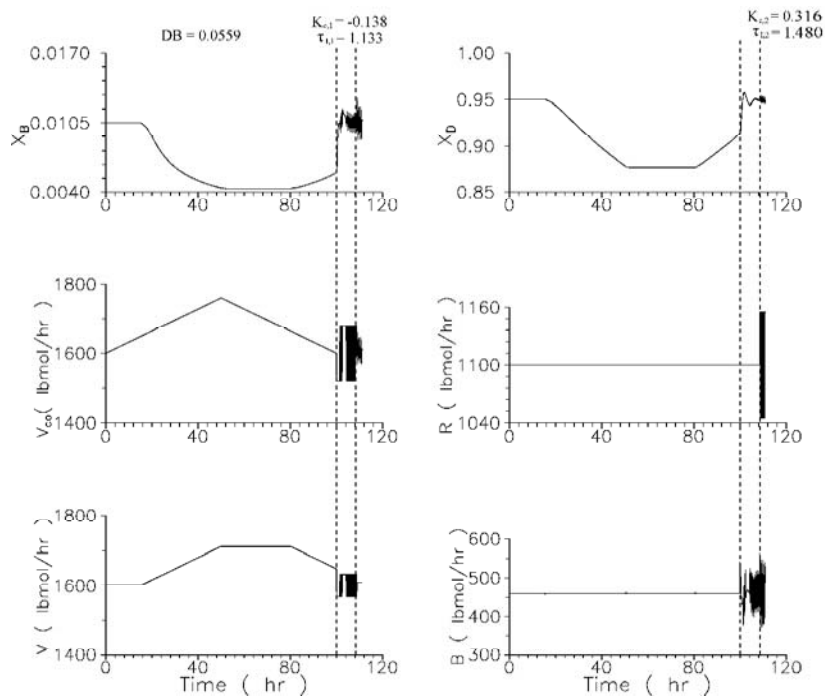 DB = 0.0559
K_c,1 = -0.138
τ_I,1 = 1.133
K_c,2 = 0.316
τ_I,2 = 1.480
0.0170
0.0105
0.0040
X_B
0 40 80 120
0.95
0.90
0.85
X_D
0 40 80 120
1800
1600
1400
V_co ( lbmol/hr )
0 40 80 120
1160
1100
1040
R ( lbmol/hr )
0 40 80 120
1800
1600
1400
V ( lbmol/hr )
0 40 80 120
Time ( hr )
600
500
450
300
B ( lbmol/hr )
0 40 80 120
Time ( hr )